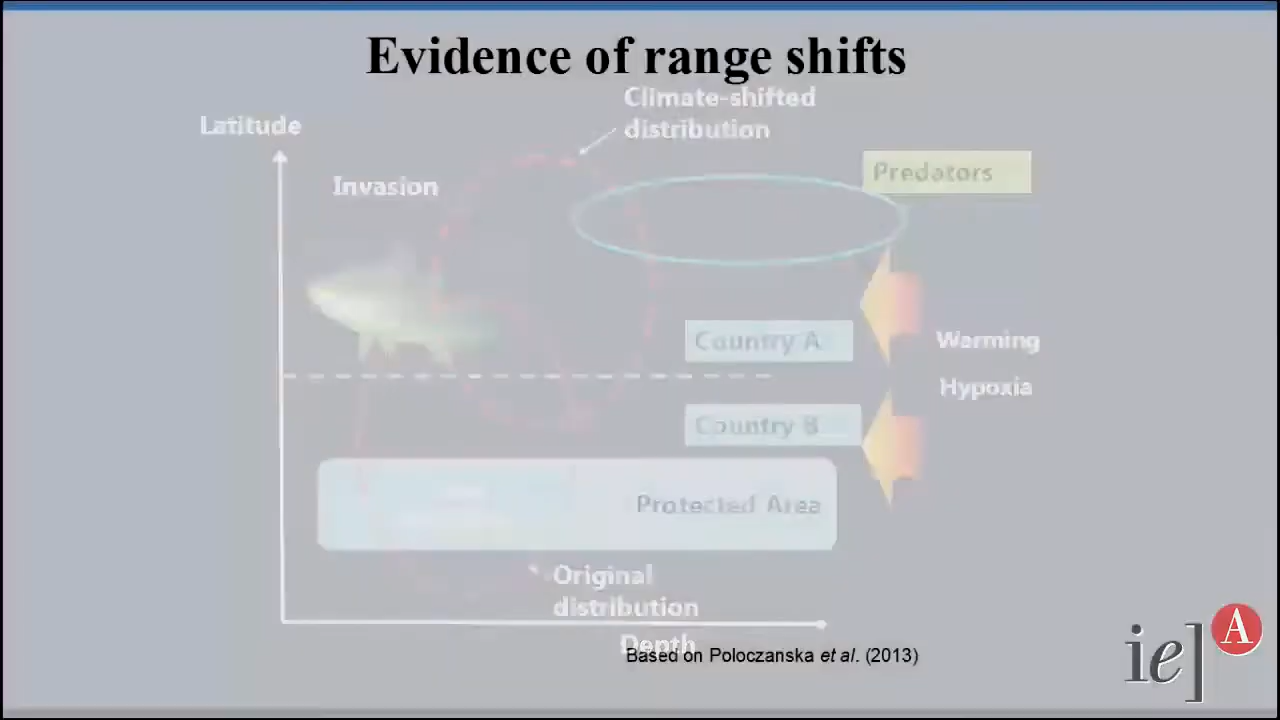 Evidence of range shifts
Climate-shifted
distribution
Latitude
Predators
Invasion
Country A
Warming
Hypoxia
Country B
Protected Area
Original
distribution
Depth
Based on Poloczanska et al. (2013)
ie]
A